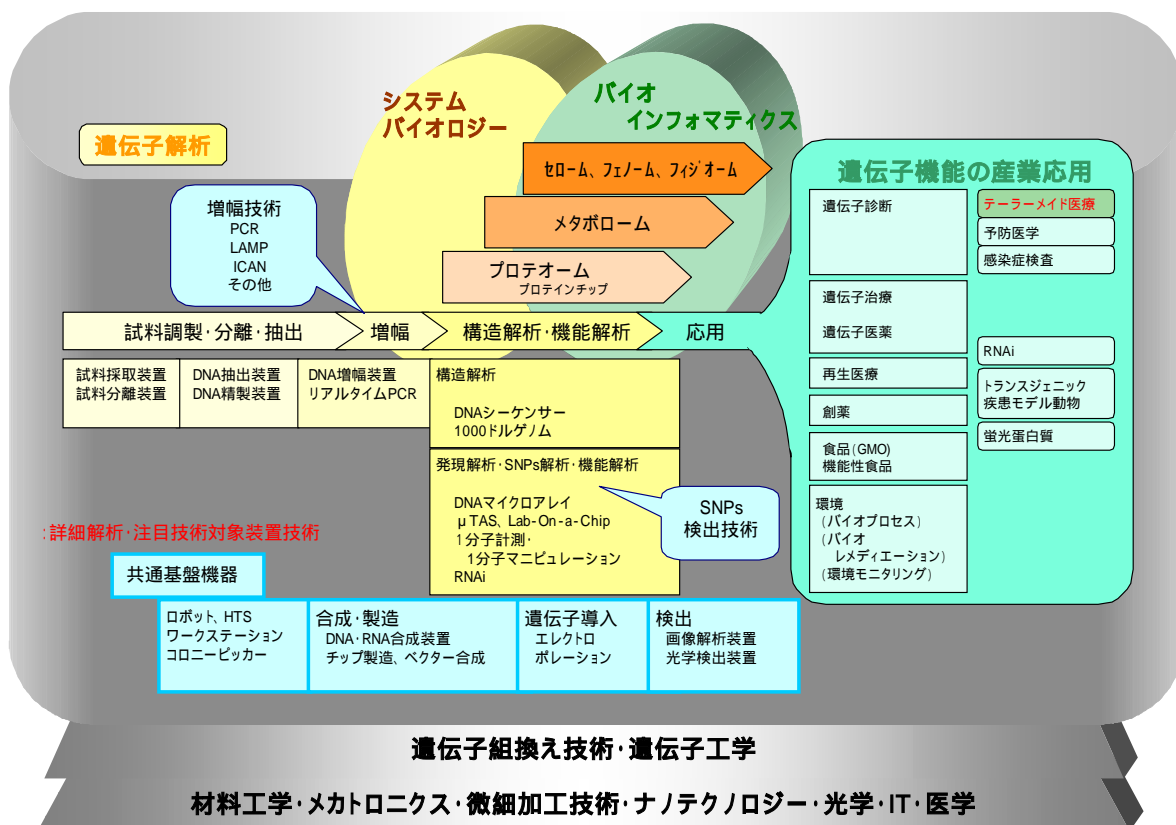 システム
バイオロジー
バイオ
インフォマティクス
遺伝子解析
セローム、フェノーム、フィジオーム
メタボローム
プロテオーム
プロテインチップ
増幅技術
PCR
LAMP
ICAN
その他
試料調製・分離・抽出
増幅
構造解析・機能解析
応用
試料採取装置
試料分離装置
DNA抽出装置
DNA精製装置
DNA増幅装置
リアルタイムPCR
構造解析
DNAシーケンサー
1000ドルゲノム
発現解析・SNPs解析・機能解析
DNAマイクロアレイ
μTAS、Lab-On-a-Chip
1分子計測・
1分子マニピュレーション
RNAi
SNPs
検出技術
遺伝子機能の産業応用
遺伝子診断
テーラーメイド医療
予防医学
感染症検査
遺伝子治療
遺伝子医薬
再生医療
創薬
食品(GMO)
機能性食品
環境
(バイオプロセス)
(バイオ
レメディエーション)
(環境モニタリング)
RNAi
トランスジェニック
疾患モデル動物
蛍光蛋白質
:詳細解析・注目技術対象装置技術
共通基盤機器
ロボット、HTS
ワークステーション
コロニーピッカー
合成・製造
DNA・RNA合成装置
チップ製造、ベクター合成
遺伝子導入
エレクトロ
ポレーション
検出
画像解析装置
光学検出装置
遺伝子組換え技術・遺伝子工学
材料工学・メカトロニクス・微細加工技術・ナノテクノロジー・光学・IT・医学